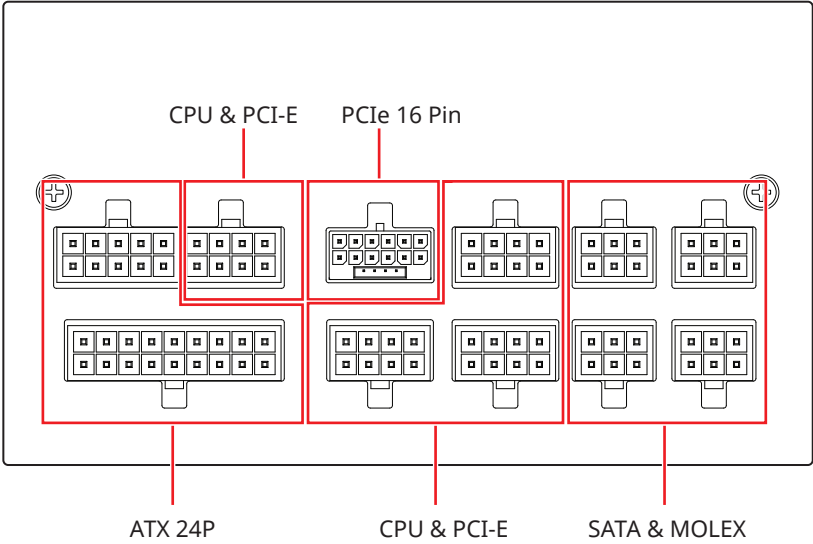 CPU & PCI-E
PCIe 16 Pin
ATX 24P
CPU & PCI-E
SATA & MOLEX